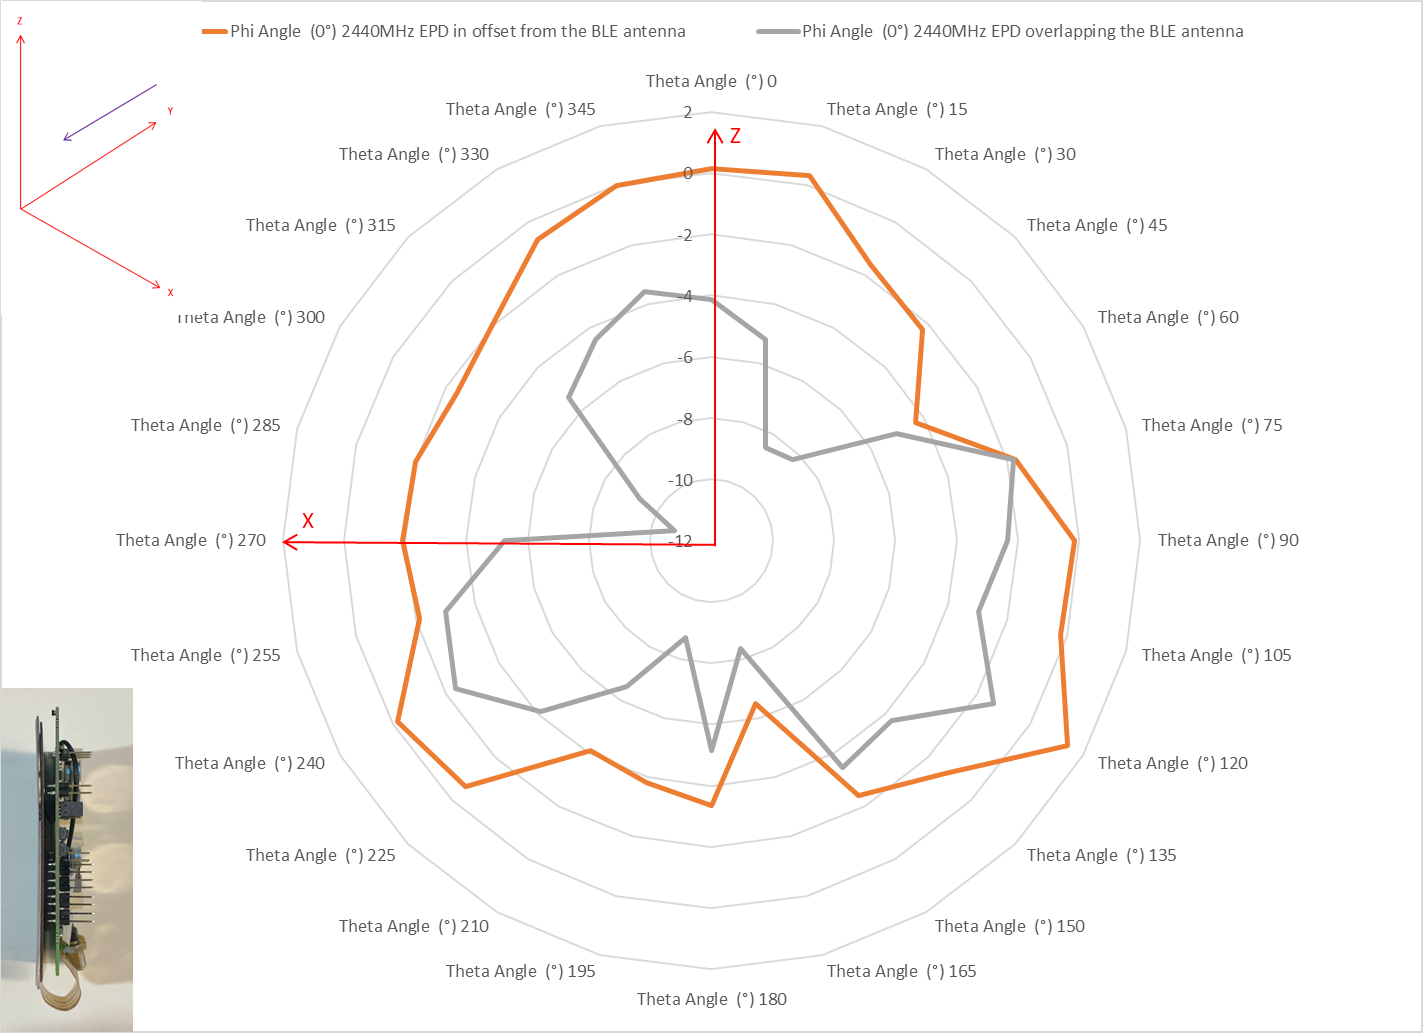 Phi Angle (°) 2440MHz EPD in offset from the BLE antenna
Phi Angle (°) 2440MHz EPD overlapping the BLE antenna
Z
Y
X
Theta Angle (°) 0
Theta Angle (°) 345
Theta Angle (°) 15
Theta Angle (°) 330
Theta Angle (°) 30
Theta Angle (°) 315
Theta Angle (°) 45
Theta Angle (°) 300
Theta Angle (°) 60
Theta Angle (°) 285
Theta Angle (°) 75
Theta Angle (°) 270
Theta Angle (°) 90
Theta Angle (°) 255
Theta Angle (°) 105
Theta Angle (°) 240
Theta Angle (°) 120
Theta Angle (°) 225
Theta Angle (°) 135
Theta Angle (°) 210
Theta Angle (°) 150
Theta Angle (°) 195
Theta Angle (°) 165
Theta Angle (°) 180
2
Z
0
-2
-4
-6
-8
-10
X
-12